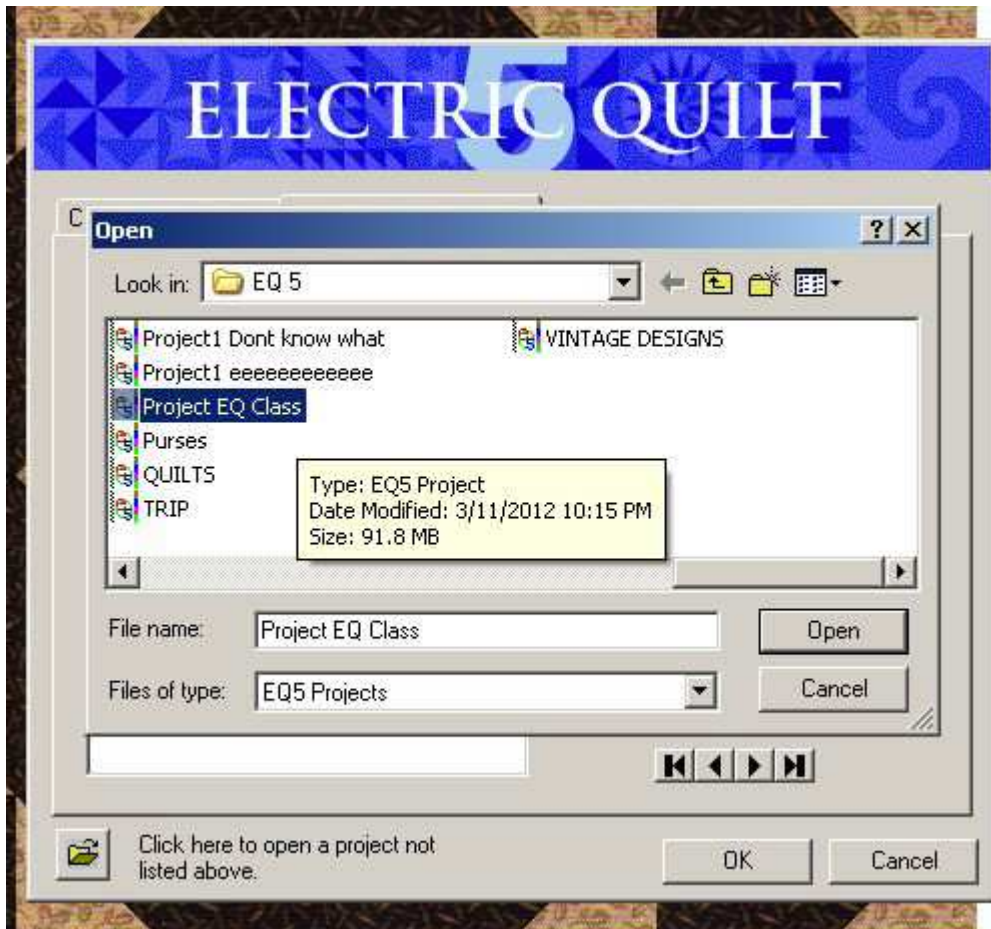 5
ELECTRIC QUILT
C
Open
Look in: EQ 5
Project1 Dont know what
VINTAGE DESIGNS
Project1 eeeeeeeeeeee
Project EQ Class
Purses
QUILTS
TRIP
Type: EQ5 Project
Date Modified: 3/11/2012 10:15 PM
Size: 91.8 MB
File name: Project EQ Class
Open
Files of type: EQ5 Projects
Cancel
Click here to open a project not
listed above.
OK
Cancel